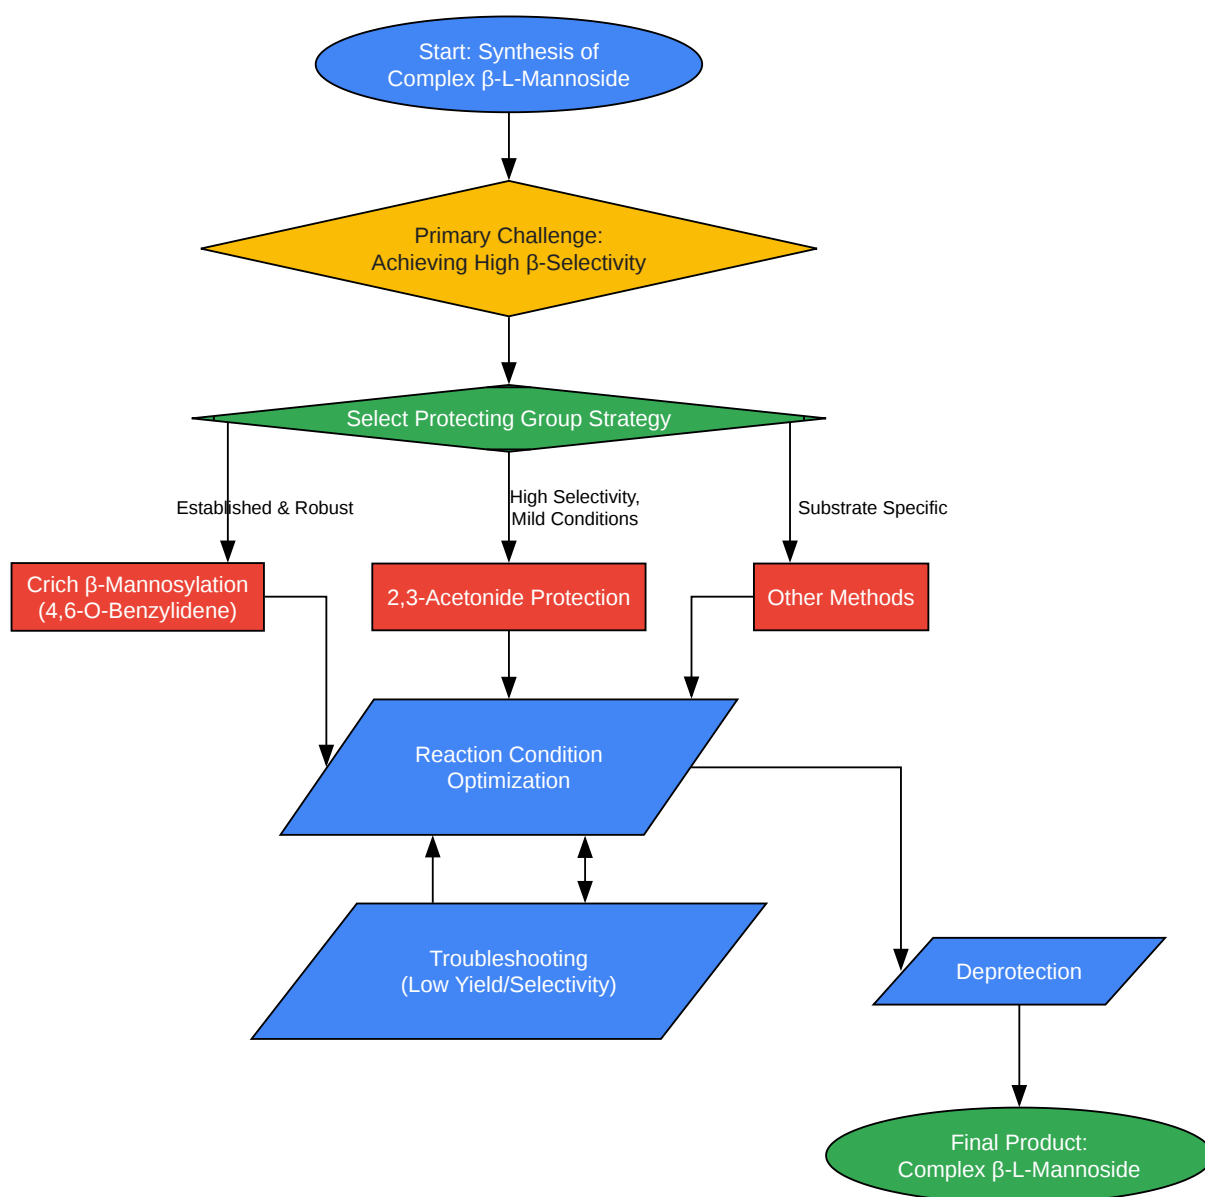 Start: Synthesis of
Complex β-L-Mannoside
Primary Challenge:
Achieving High β-Selectivity
Select Protecting Group Strategy
Established & Robust
High Selectivity,
Mild Conditions
Substrate Specific
Crich β-Mannosylation
(4,6-O-Benzylidene)
2,3-Acetonide Protection
Other Methods
Reaction Condition
Optimization
Troubleshooting
(Low Yield/Selectivity)
Deprotection
Final Product:
Complex β-L-Mannoside